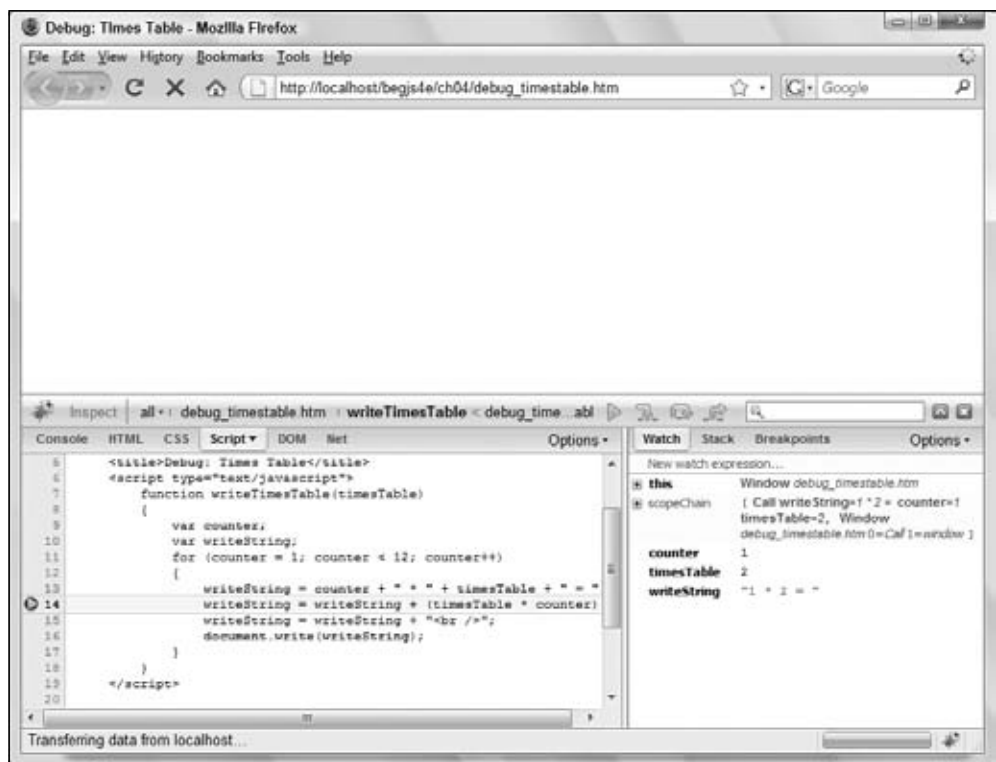 Debug: Times Table - Mozilla Firefox
File Edit View History Bookmarks Tools Help
http://localhost/begjs4e/ch04/debug_timestable.htm
Google
Inspect all debug_timestable.htm writeTimesTable < debug_time...abl
Console HTML CSS Script DOM Net Options
Watch Stack Breakpoints Options
5 <title>Debug: Times Table</title>
6 <script type="text/javascript">
7 function writeTimesTable(timesTable)
8 {
9 var counter;
10 var writeString;
11 for (counter = 1; counter < 12; counter++)
12 {
13 writeString = counter + " * " + timesTable + " = "
14 writeString = writeString + (timesTable * counter)
15 writeString = writeString + "<br />";
16 document.write(writeString);
17 }
18 }
19 </script>
20
New watch expression...
this Window debug_timestable.htm
scopeChain [ Call writeString=1 * 2 = counter=1
timesTable=2, Window
debug_timestable.htm 0=Call 1=window ]
counter 1
timesTable 2
writeString "1 * 2 = "
Transferring data from localhost...